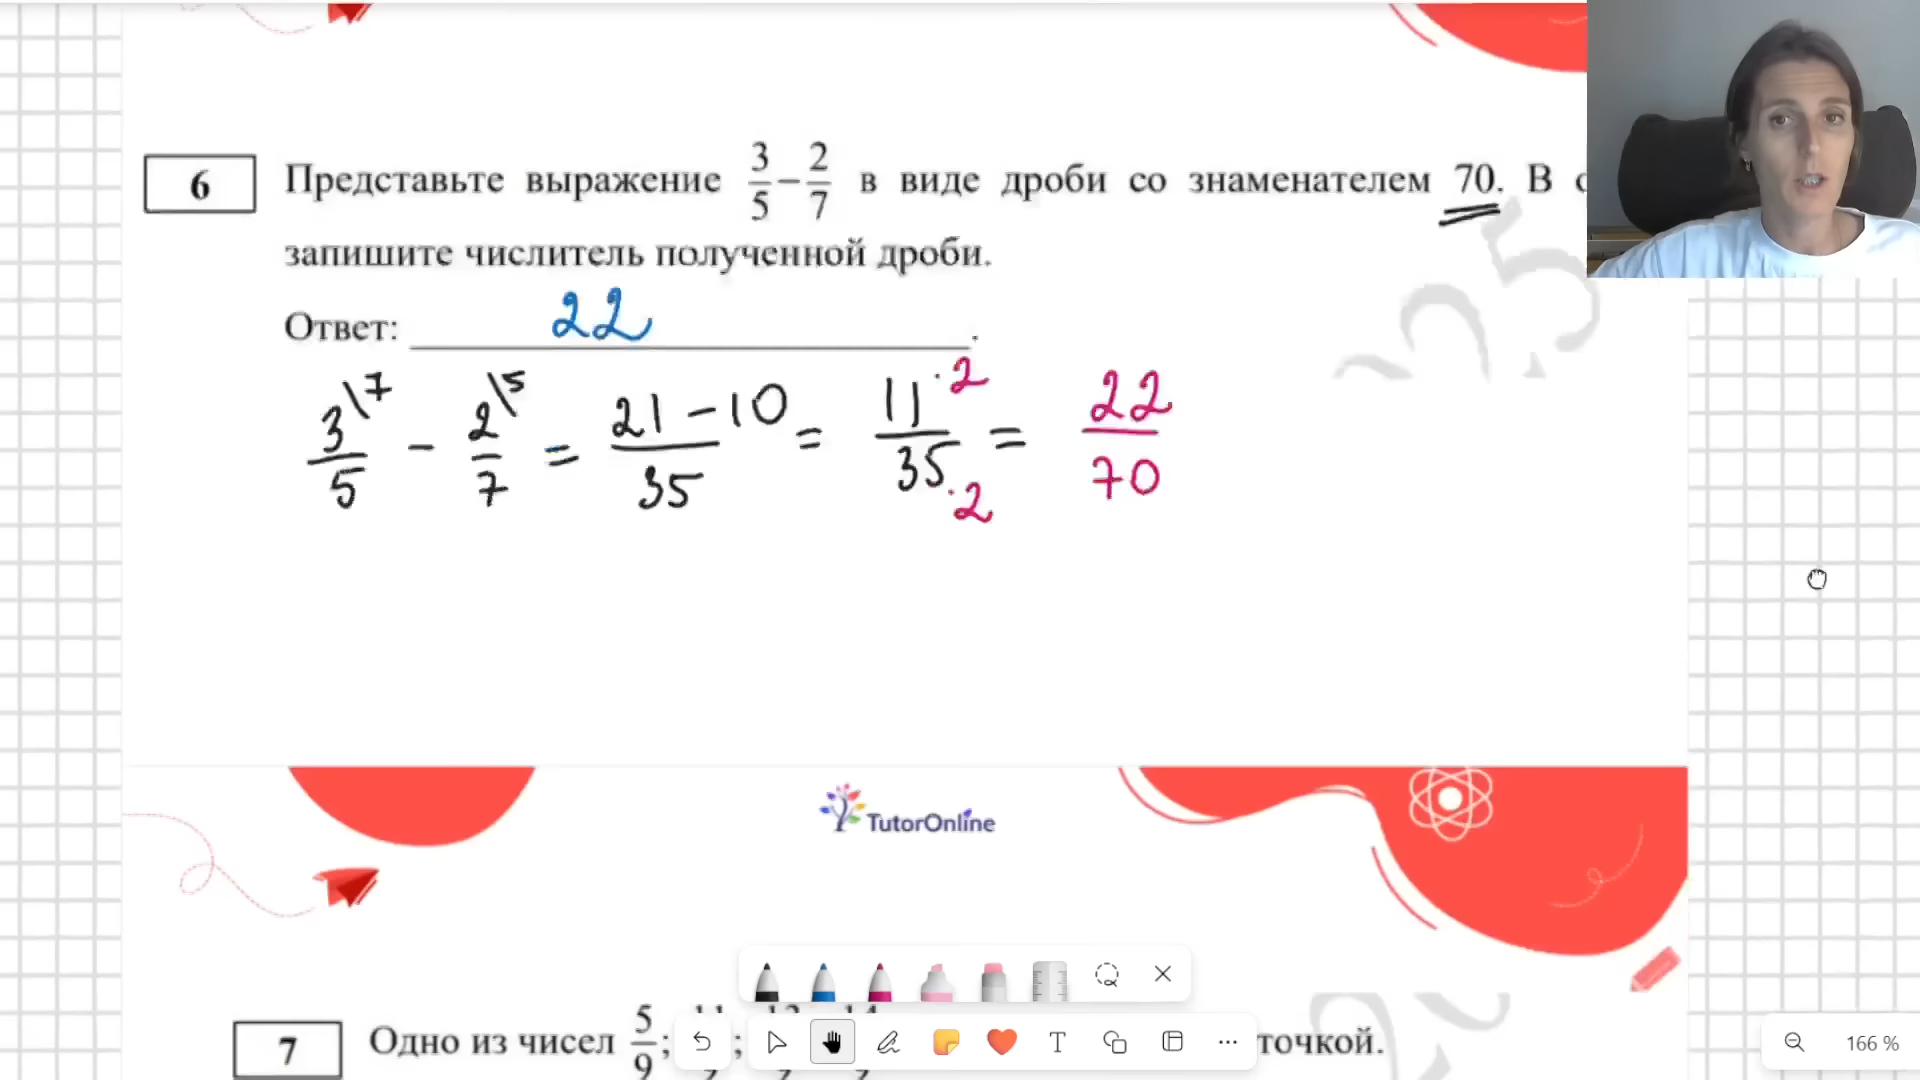 6 Представьте выражение 3/5 − 2/7 в виде дроби со знаменателем 70. В
запишите числитель полученной дроби.
Ответ: 22.
3\7/5 − 2\5/7 = 21 − 10/35 = 11·2/35·2 = 22/70
TutorOnline
7 Одно из чисел 5/9; ; точкой.
166 %